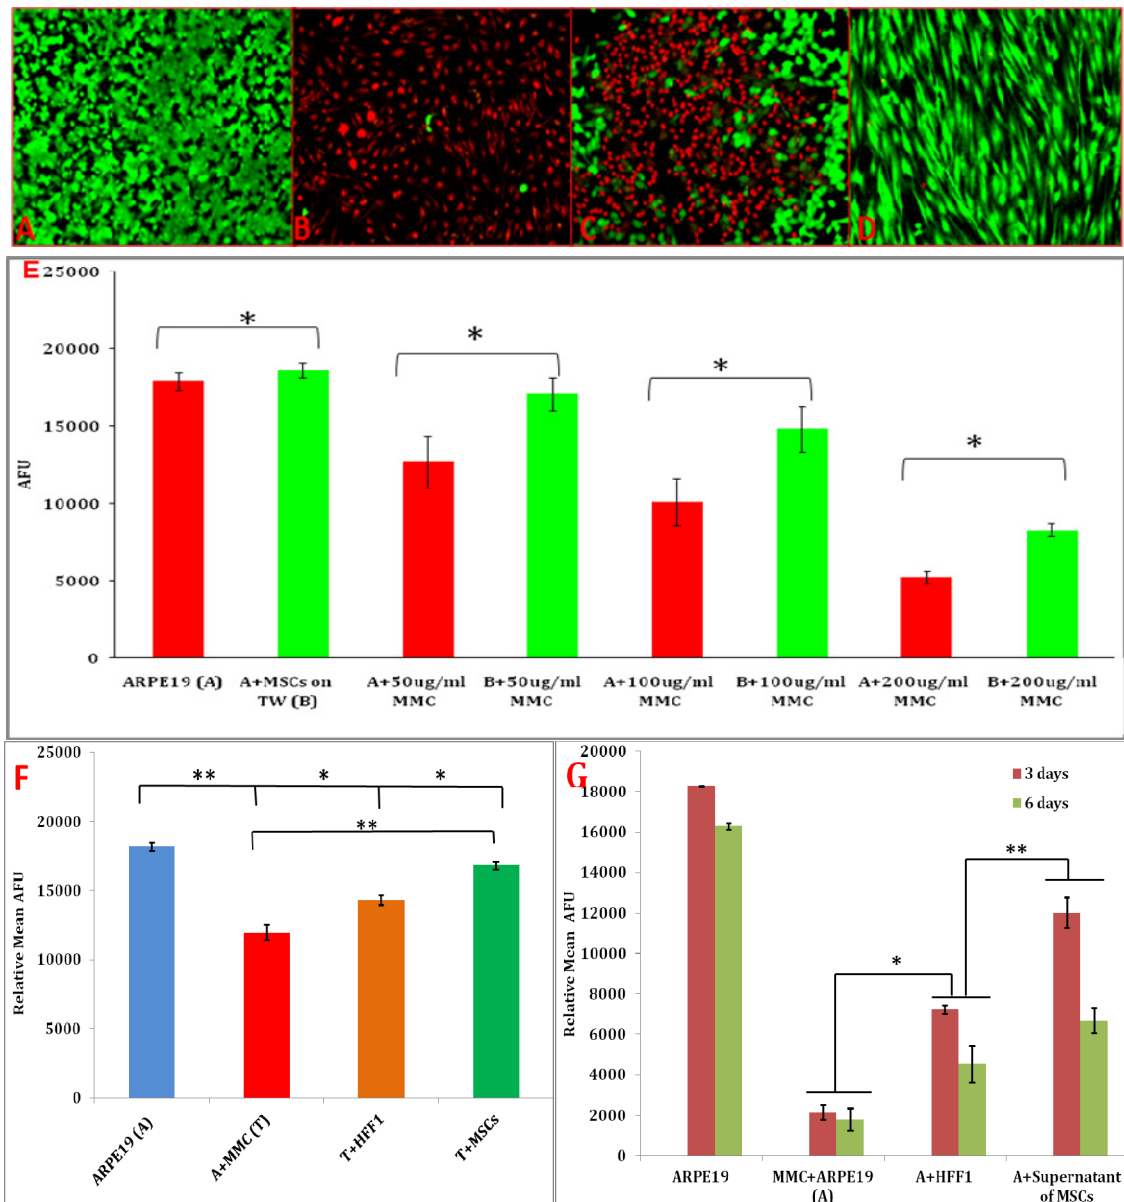 A B C D
E
25000
20000
15000
10000
5000
0
AFU
* * * *
ARPE19 (A) A+MSCs on TW (B) A+50ug/ml MMC B+50ug/ml MMC A+100ug/ml MMC B+100ug/ml MMC A+200ug/ml MMC B+200ug/ml MMC
F
25000
20000
15000
10000
5000
0
Relative Mean AFU
** * *
**
ARPE19 (A) A+MMC (T) T+HFF1 T+MSCs
G
20000
18000
16000
14000
12000
10000
8000
6000
4000
2000
0
Relative Mean AFU
3 days
6 days
**
*
ARPE19 MMC+ARPE19 (A) A+HFF1 A+Supernatant of MSCs